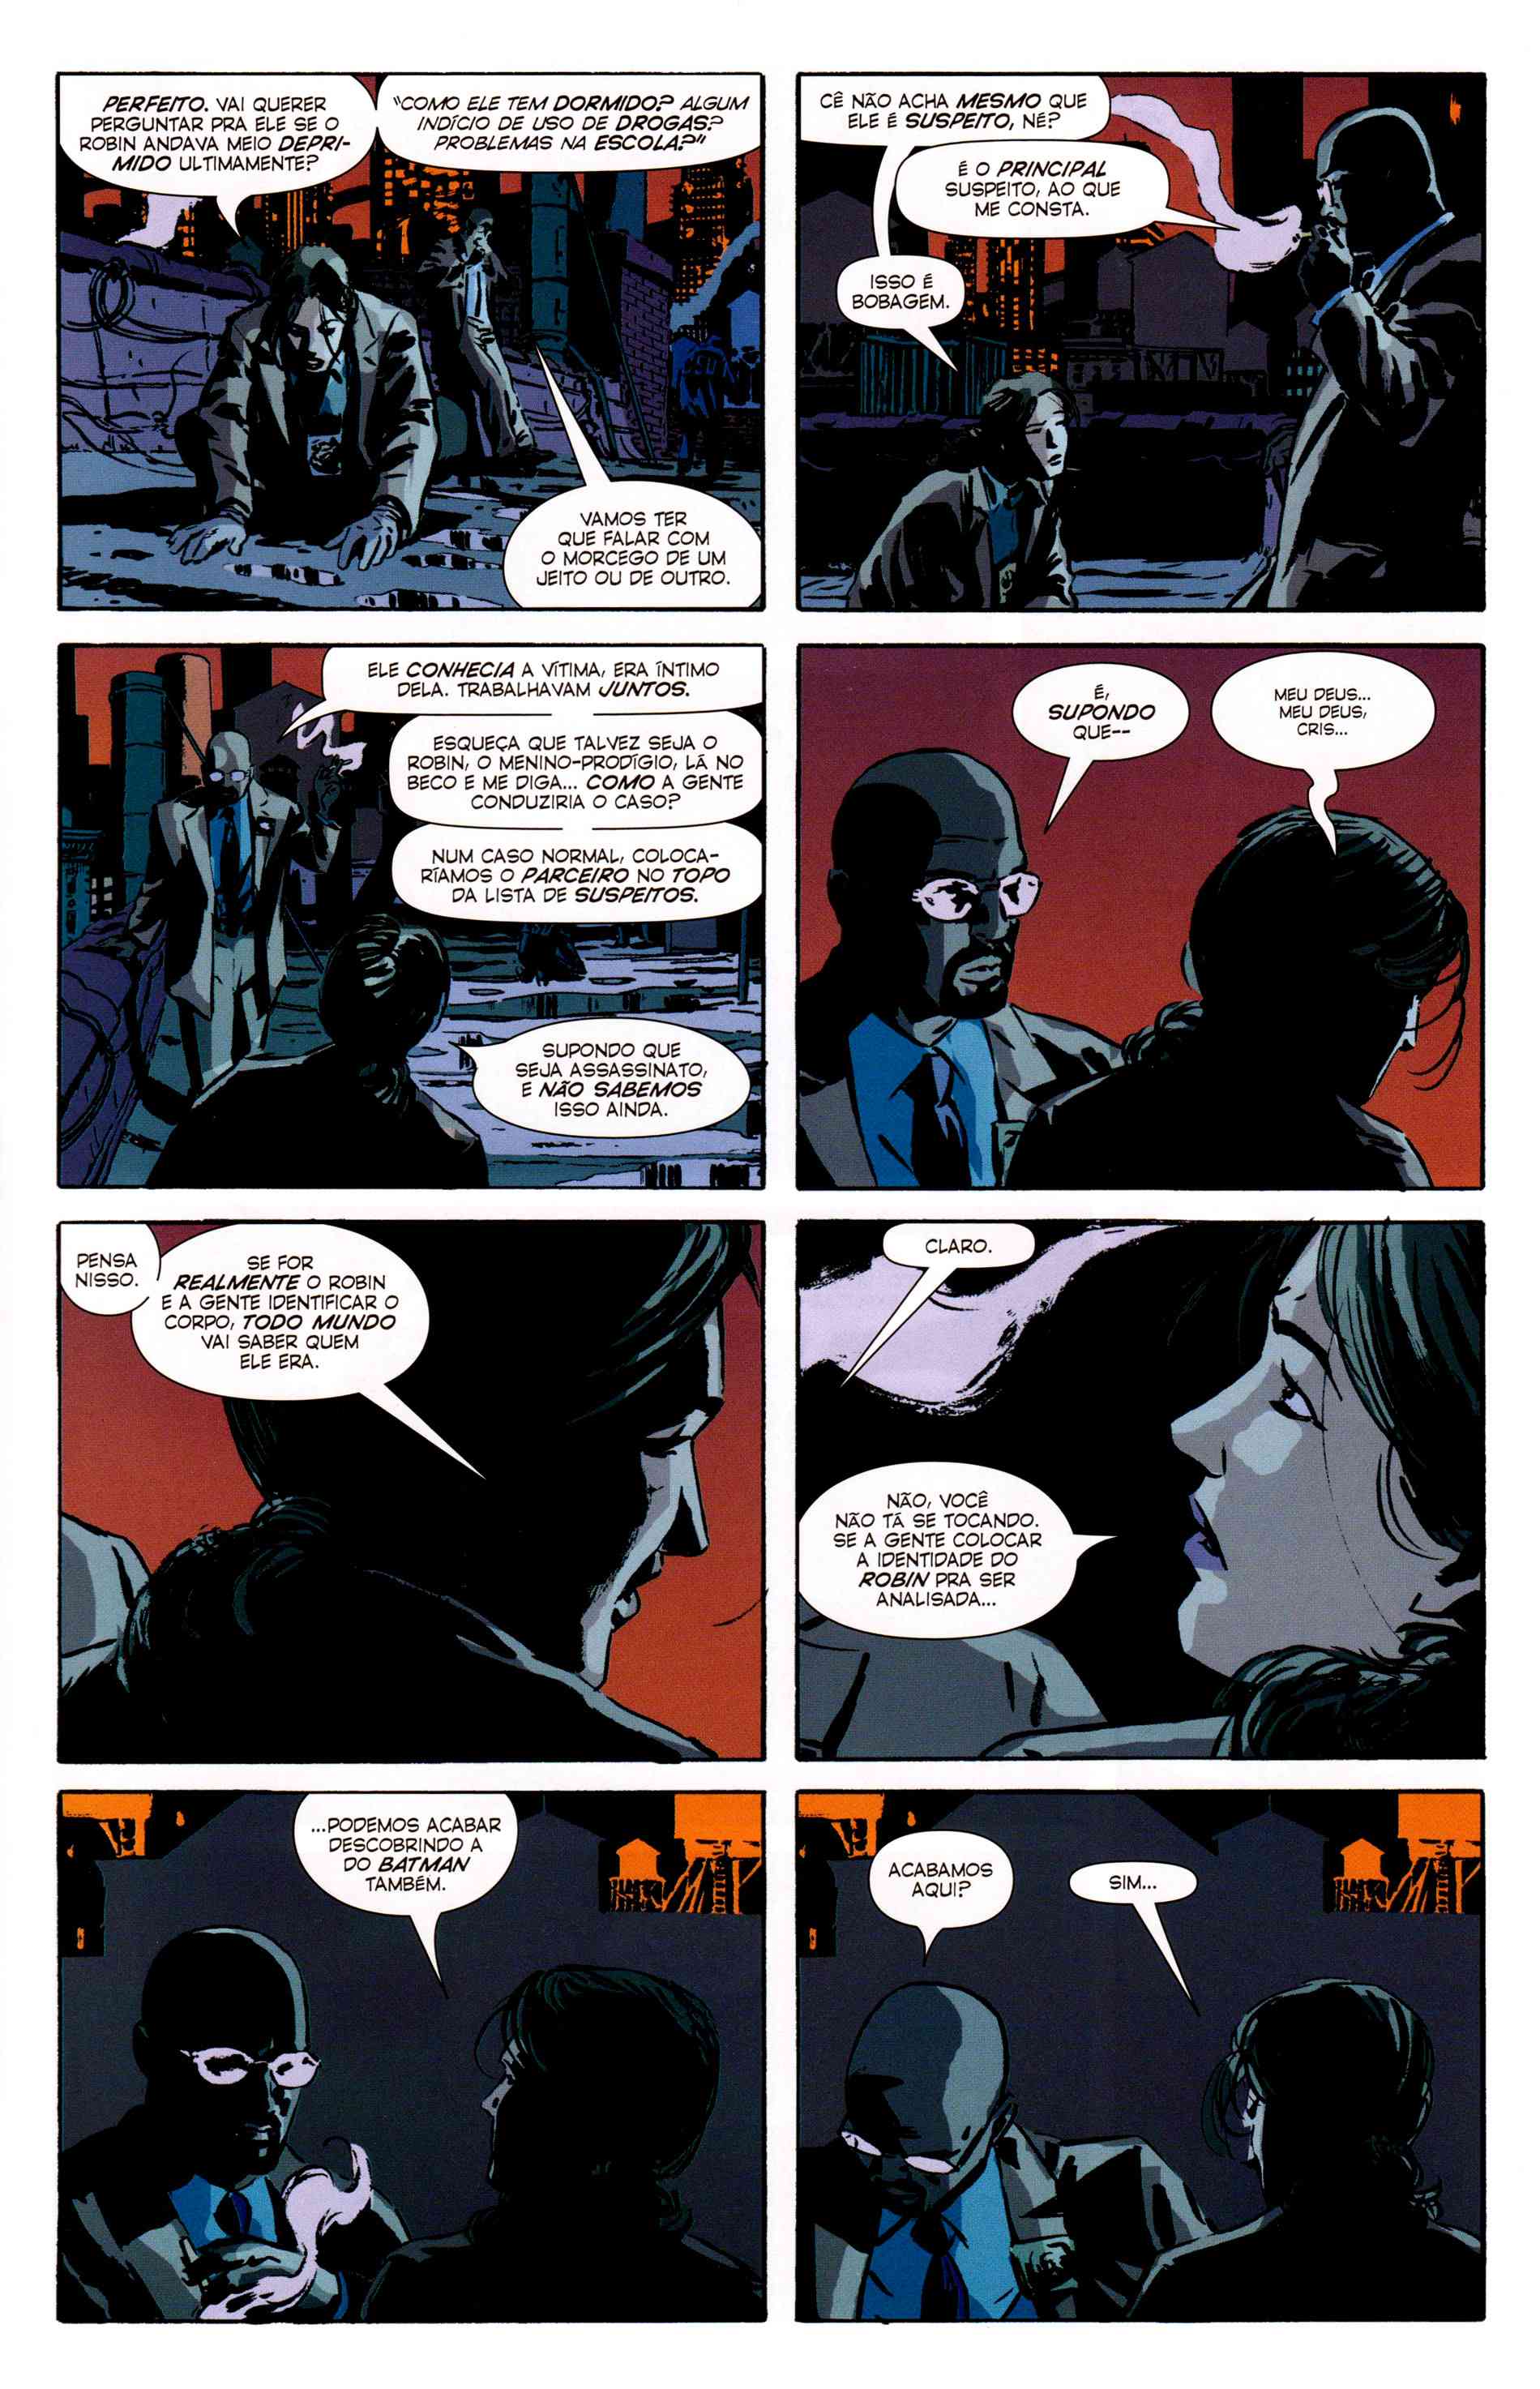 PERFEITO. VAI QUERER
PERGUNTAR PRA ELE SE O
ROBIN ANDAVA MEIO DEPRI-
MIDO ULTIMAMENTE?
"COMO ELE TEM DORMIDO? ALGUM
INDÍCIO DE USO DE DROGAS?
PROBLEMAS NA ESCOLA?"
VAMOS TER
QUE FALAR COM
O MORCEGO DE UM
JEITO OU DE OUTRO.
CÊ NÃO ACHA MESMO QUE
ELE É SUSPEITO, NÉ?
É O PRINCIPAL
SUSPEITO, AO QUE
ME CONSTA.
ISSO É
BOBAGEM.
ELE CONHECIA A VÍTIMA, ERA ÍNTIMO
DELA. TRABALHAVAM JUNTOS.
ESQUEÇA QUE TALVEZ SEJA O
ROBIN, O MENINO-PRODÍGIO, LÁ NO
BECO E ME DIGA... COMO A GENTE
CONDUZIRIA O CASO?
NUM CASO NORMAL, COLOCA-
RÍAMOS O PARCEIRO NO TOPO
DA LISTA DE SUSPEITOS.
SUPONDO QUE
SEJA ASSASSINATO,
E NÃO SABEMOS
ISSO AINDA.
É,
SUPONDO
QUE--
MEU DEUS...
MEU DEUS,
CRIS...
PENSA
NISSO.
SE FOR
REALMENTE O ROBIN
E A GENTE IDENTIFICAR O
CORPO, TODO MUNDO
VAI SABER QUEM
ELE ERA.
CLARO.
NÃO, VOCÊ
NÃO TÁ SE TOCANDO.
SE A GENTE COLOCAR
A IDENTIDADE DO
ROBIN PRA SER
ANALISADA...
...PODEMOS ACABAR
DESCOBRINDO A
DO BATMAN
TAMBÉM.
ACABAMOS
AQUI?
SIM...